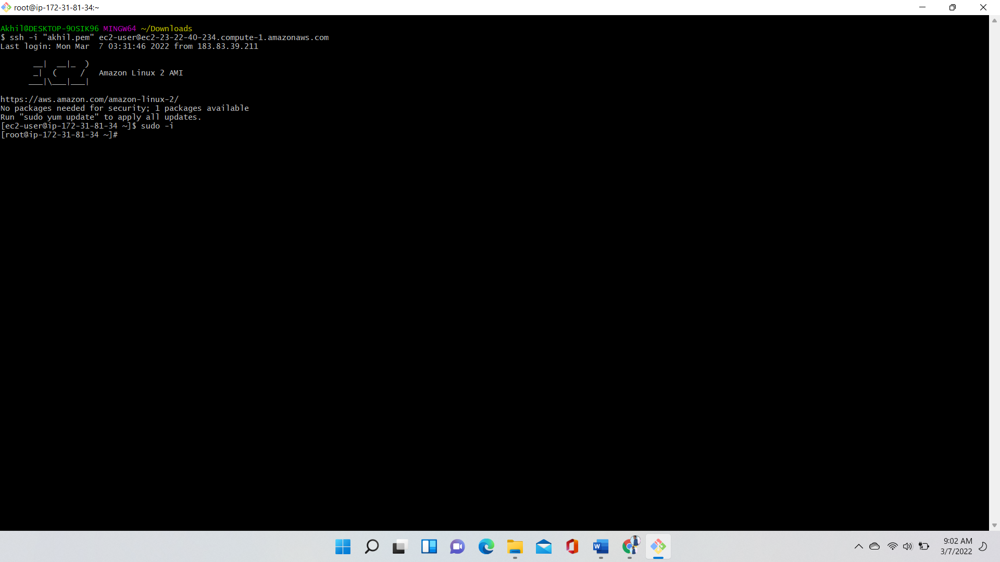 root@ip-172-31-81-34:~
Akhil@DESKTOP-9OSIK96 MINGW64 ~/Downloads
$ ssh -i "akhil.pem" ec2-user@ec2-23-22-40-234.compute-1.amazonaws.com
Last login: Mon Mar  7 03:31:46 2022 from 183.83.39.211
       __|  __|_  )
       _|  (     /   Amazon Linux 2 AMI
      ___|\___|___|
https://aws.amazon.com/amazon-linux-2/
No packages needed for security; 1 packages available
Run "sudo yum update" to apply all updates.
[ec2-user@ip-172-31-81-34 ~]$ sudo -i
[root@ip-172-31-81-34 ~]#
9:02 AM
3/7/2022